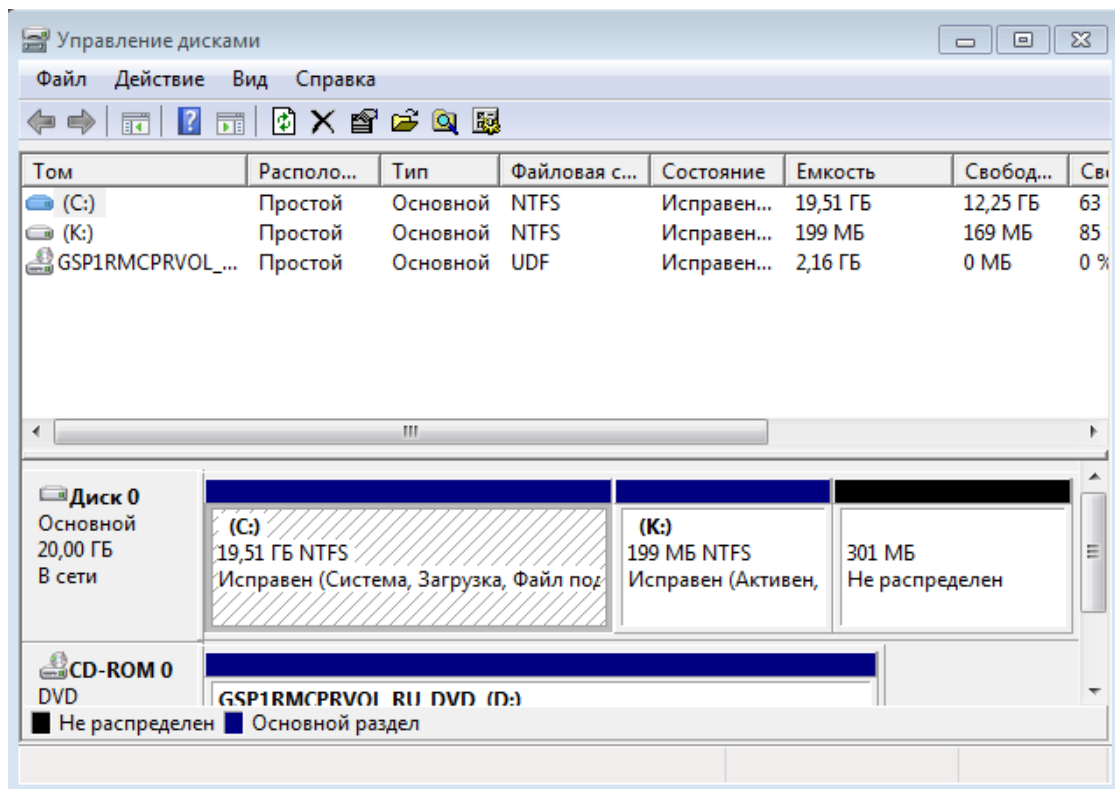 Управление дисками
Файл Действие Вид Справка
Том Располо... Тип Файловая с... Состояние Емкость Свобод... Св
(C:) Простой Основной NTFS Исправен... 19,51 ГБ 12,25 ГБ 63
(K:) Простой Основной NTFS Исправен... 199 МБ 169 МБ 85
GSP1RMCPRVOL_... Простой Основной UDF Исправен... 2,16 ГБ 0 МБ 0 %
Диск 0
Основной
20,00 ГБ
В сети
(C:)
19,51 ГБ NTFS
Исправен (Система, Загрузка, Файл под
(K:)
199 МБ NTFS
Исправен (Активен,
301 МБ
Не распределен
CD-ROM 0
DVD
GSP1RMCPRVOL_RU_DVD (D:)
Не распределен Основной раздел